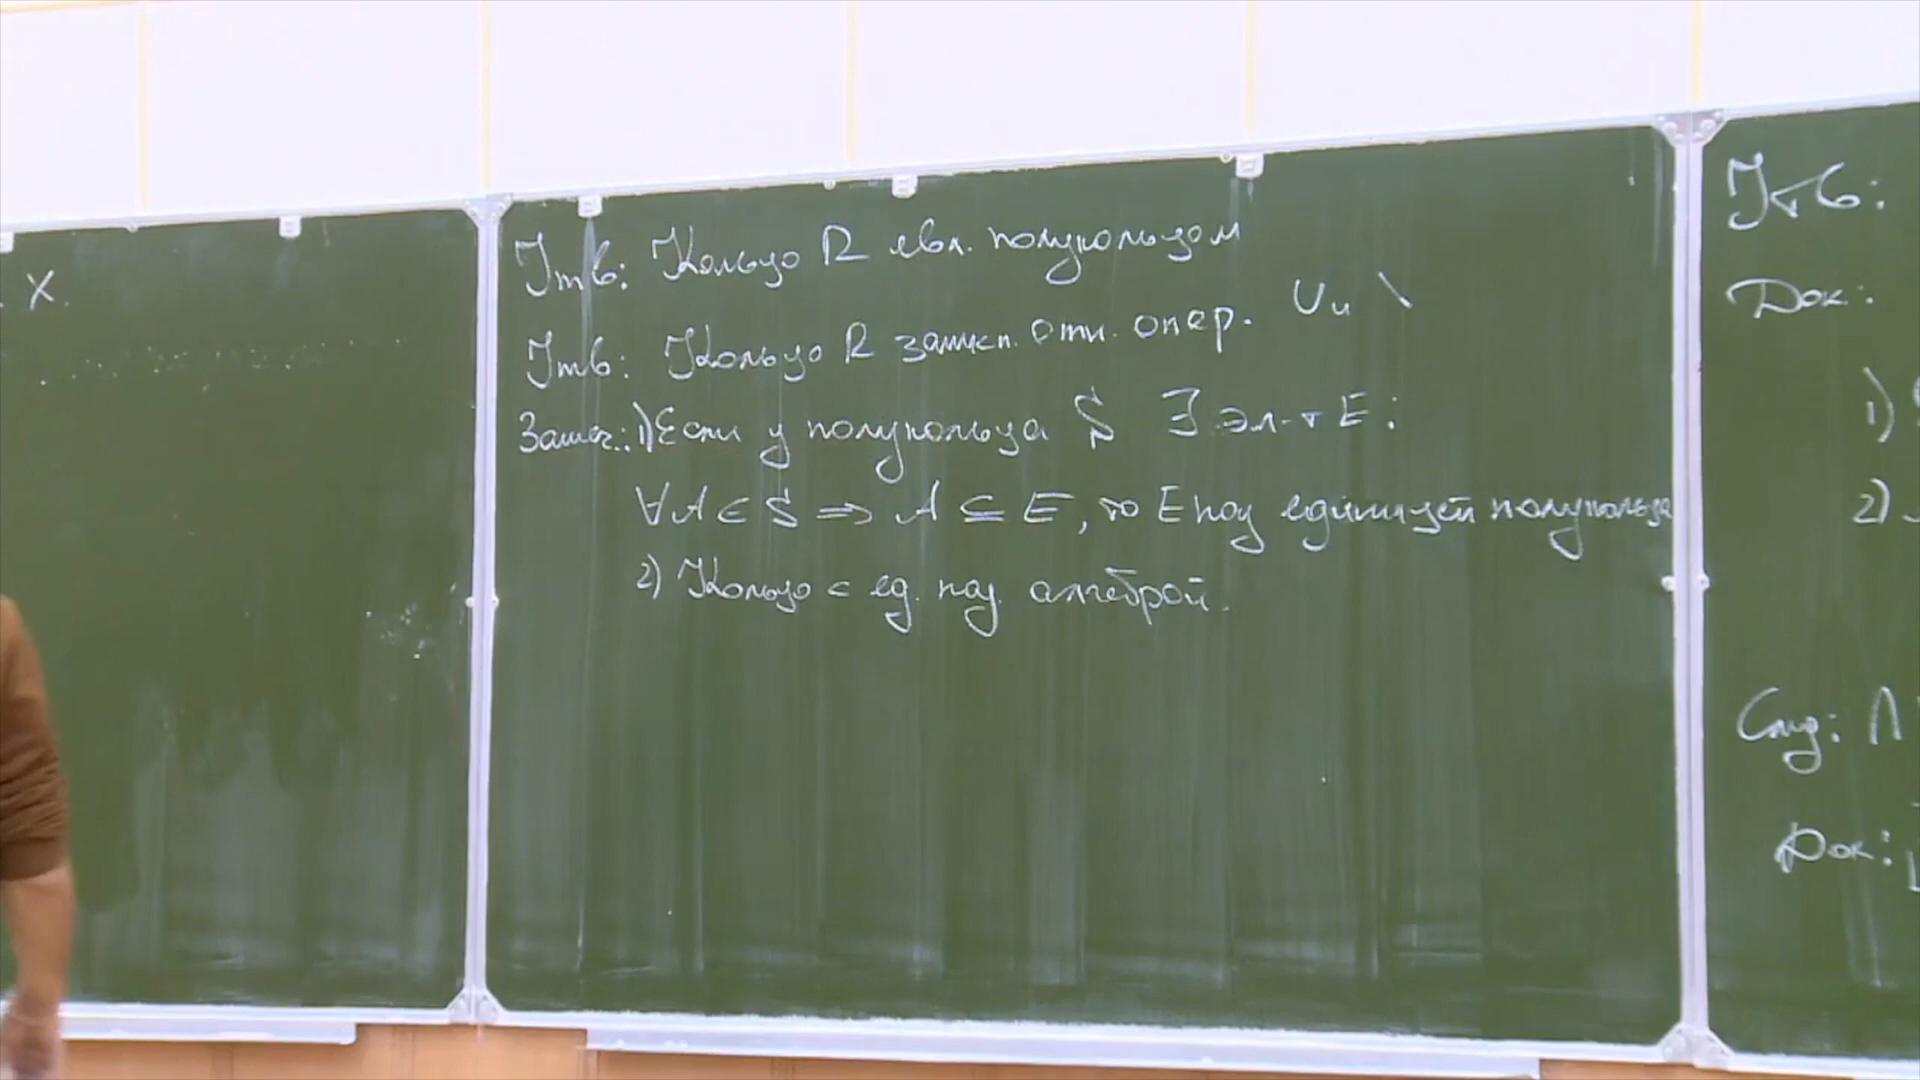 X.
Утв: Кольцо R явл. полукольцом
Утв: Кольцо R замкн. отн. опер. ∪ и \
Замеч.: 1) Если у полукольца S ∃ эл-т E:
∀A ∈ S ⇒ A ⊆ E, то E наз единицей полукольца
2) Кольцо с ед. наз. алгеброй.
Утв:
Док:
1)
2)
След: ∩
Док: